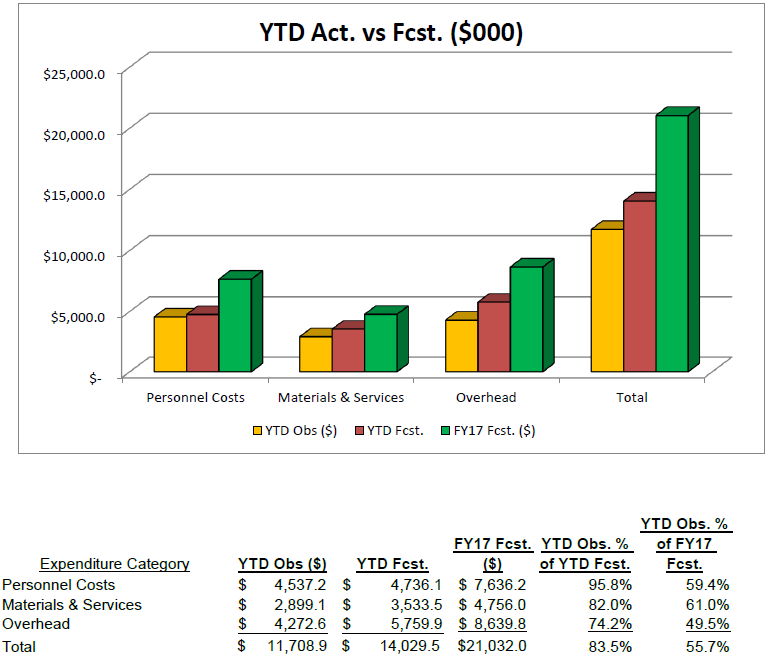 YTD Act. vs Fcst. ($000)
$25,000.0
$20,000.0
$15,000.0
$10,000.0
$5,000.0
$-
Personnel Costs Materials & Services Overhead Total
YTD Obs ($) YTD Fcst. FY17 Fcst. ($)
YTD Obs. %
FY17 Fcst. YTD Obs. % of FY17
Expenditure Category YTD Obs ($) YTD Fcst. ($) of YTD Fcst. Fcst.
Personnel Costs $ 4,537.2 $ 4,736.1 $ 7,636.2 95.8% 59.4%
Materials & Services $ 2,899.1 $ 3,533.5 $ 4,756.0 82.0% 61.0%
Overhead $ 4,272.6 $ 5,759.9 $ 8,639.8 74.2% 49.5%
Total $ 11,708.9 $ 14,029.5 $21,032.0 83.5% 55.7%